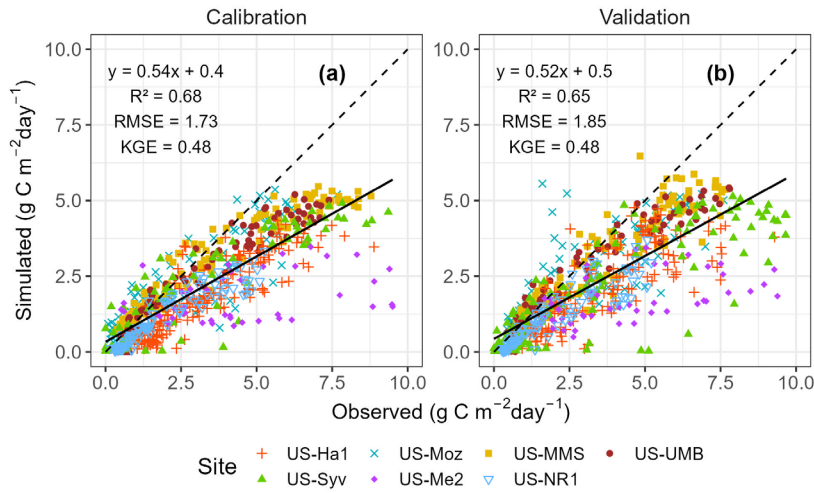 Calibration
Validation
10.0
7.5
5.0
2.5
0.0
Simulated (g C m⁻²day⁻¹)
y = 0.54x + 0.4
R² = 0.68
RMSE = 1.73
KGE = 0.48
(a)
0.0 2.5 5.0 7.5 10.0
10.0
7.5
5.0
2.5
0.0
y = 0.52x + 0.5
R² = 0.65
RMSE = 1.85
KGE = 0.48
(b)
0.0 2.5 5.0 7.5 10.0
Observed (g C m⁻²day⁻¹)
Site
US-Ha1 US-Moz US-MMS US-UMB
US-Syv US-Me2 US-NR1